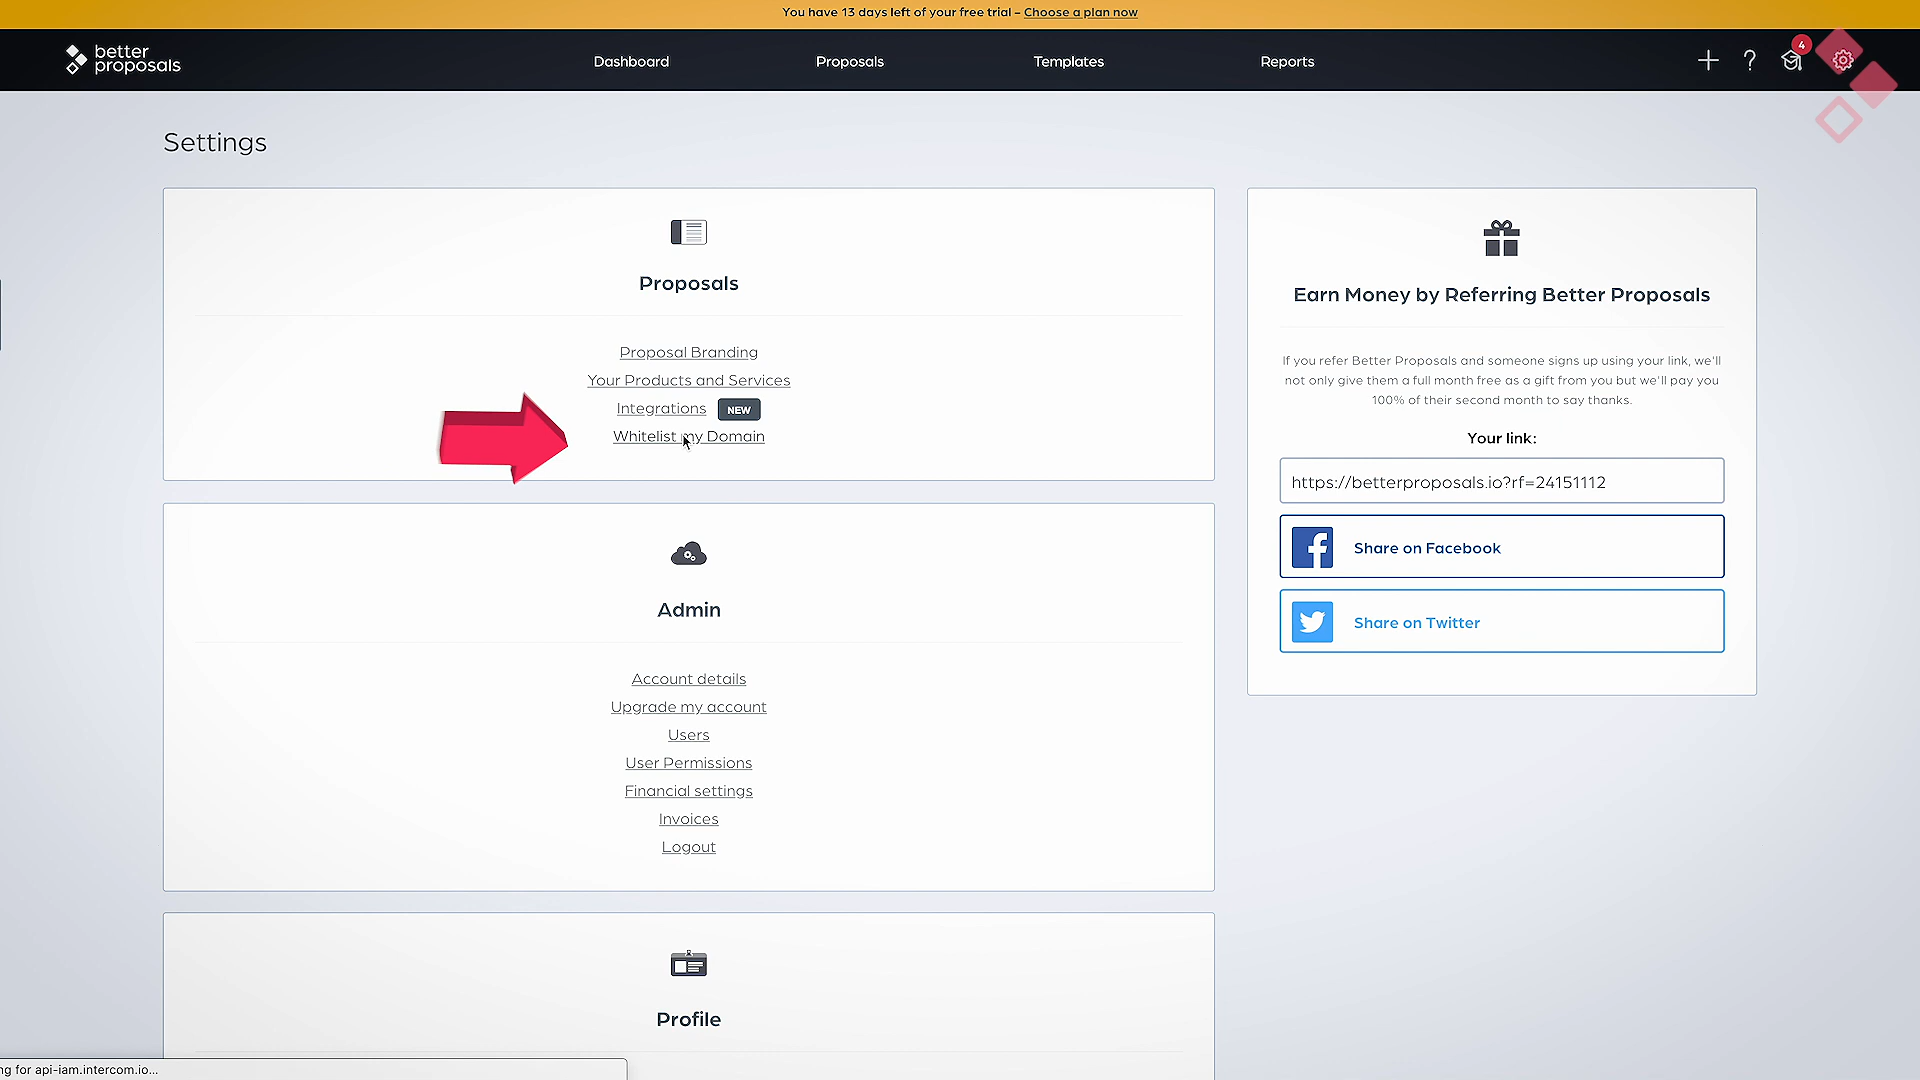 You have 13 days left of your free trial – Choose a plan now
better
proposals
Dashboard
Proposals
Templates
Reports
?
4
Settings
Proposals
Proposal Branding
Your Products and Services
Integrations NEW
Whitelist my Domain
Admin
Account details
Upgrade my account
Users
User Permissions
Financial settings
Invoices
Logout
Profile
Earn Money by Referring Better Proposals
If you refer Better Proposals and someone signs up using your link, we'll
not only give them a full month free as a gift from you but we'll pay you
100% of their second month to say thanks.
Your link:
https://betterproposals.io?rf=24151112
Share on Facebook
Share on Twitter
ng for api-iam.intercom.io...